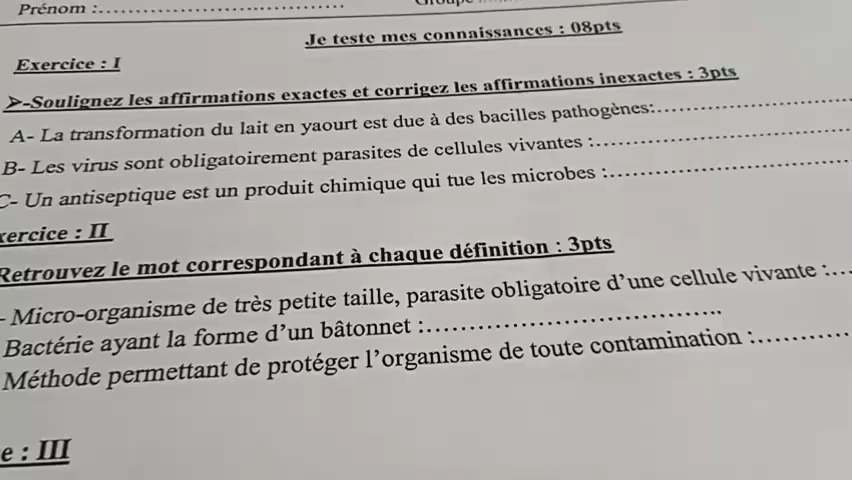 Prénom :..................................
Je teste mes connaissances : 08pts
Exercice : I
➢-Soulignez les affirmations exactes et corrigez les affirmations inexactes : 3pts
A- La transformation du lait en yaourt est due à des bacilles pathogènes:..............................
B- Les virus sont obligatoirement parasites de cellules vivantes :.......................................
C- Un antiseptique est un produit chimique qui tue les microbes :.....................................
xercice : II
Retrouvez le mot correspondant à chaque définition : 3pts
- Micro-organisme de très petite taille, parasite obligatoire d'une cellule vivante :...
Bactérie ayant la forme d'un bâtonnet :.......................................
Méthode permettant de protéger l'organisme de toute contamination :............
e : III